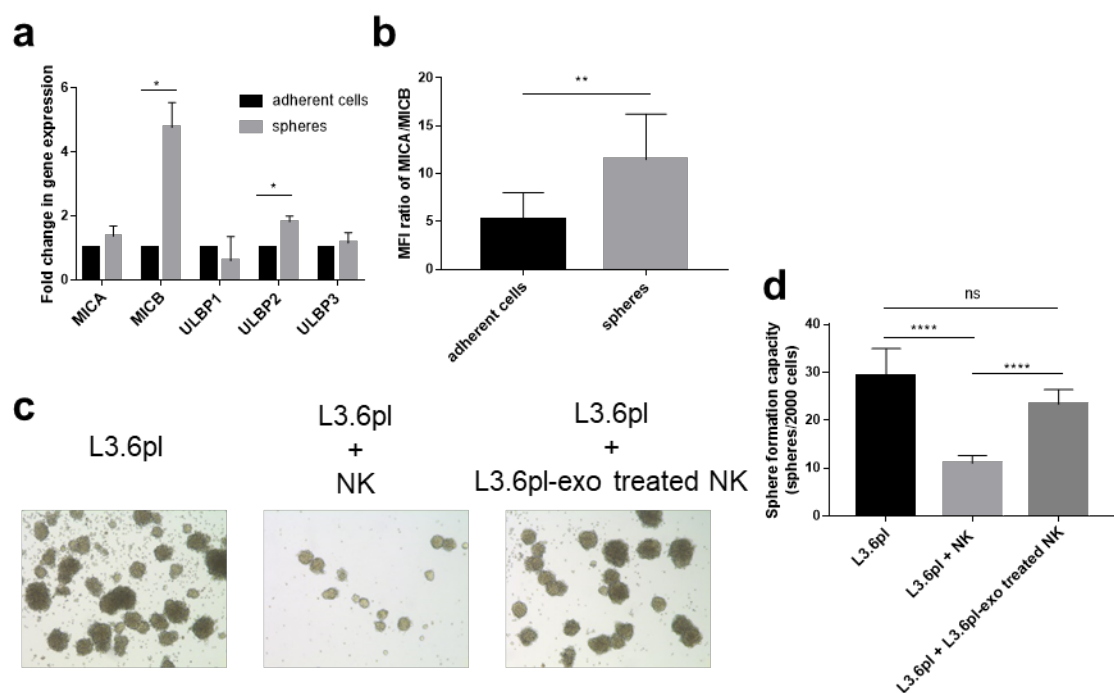 a
Fold change in gene expression
6
4
2
0
*
*
adherent cells
spheres
MICA
MICB
ULBP1
ULBP2
ULBP3
b
MFI ratio of MICA/MICB
20
15
10
5
0
**
adherent cells
spheres
c
L3.6pl
L3.6pl
+
NK
L3.6pl
+
L3.6pl-exo treated NK
d
Sphere formation capacity
(spheres/2000 cells)
40
30
20
10
0
ns
****
****
L3.6pl
L3.6pl + NK
L3.6pl + L3.6pl-exo treated NK